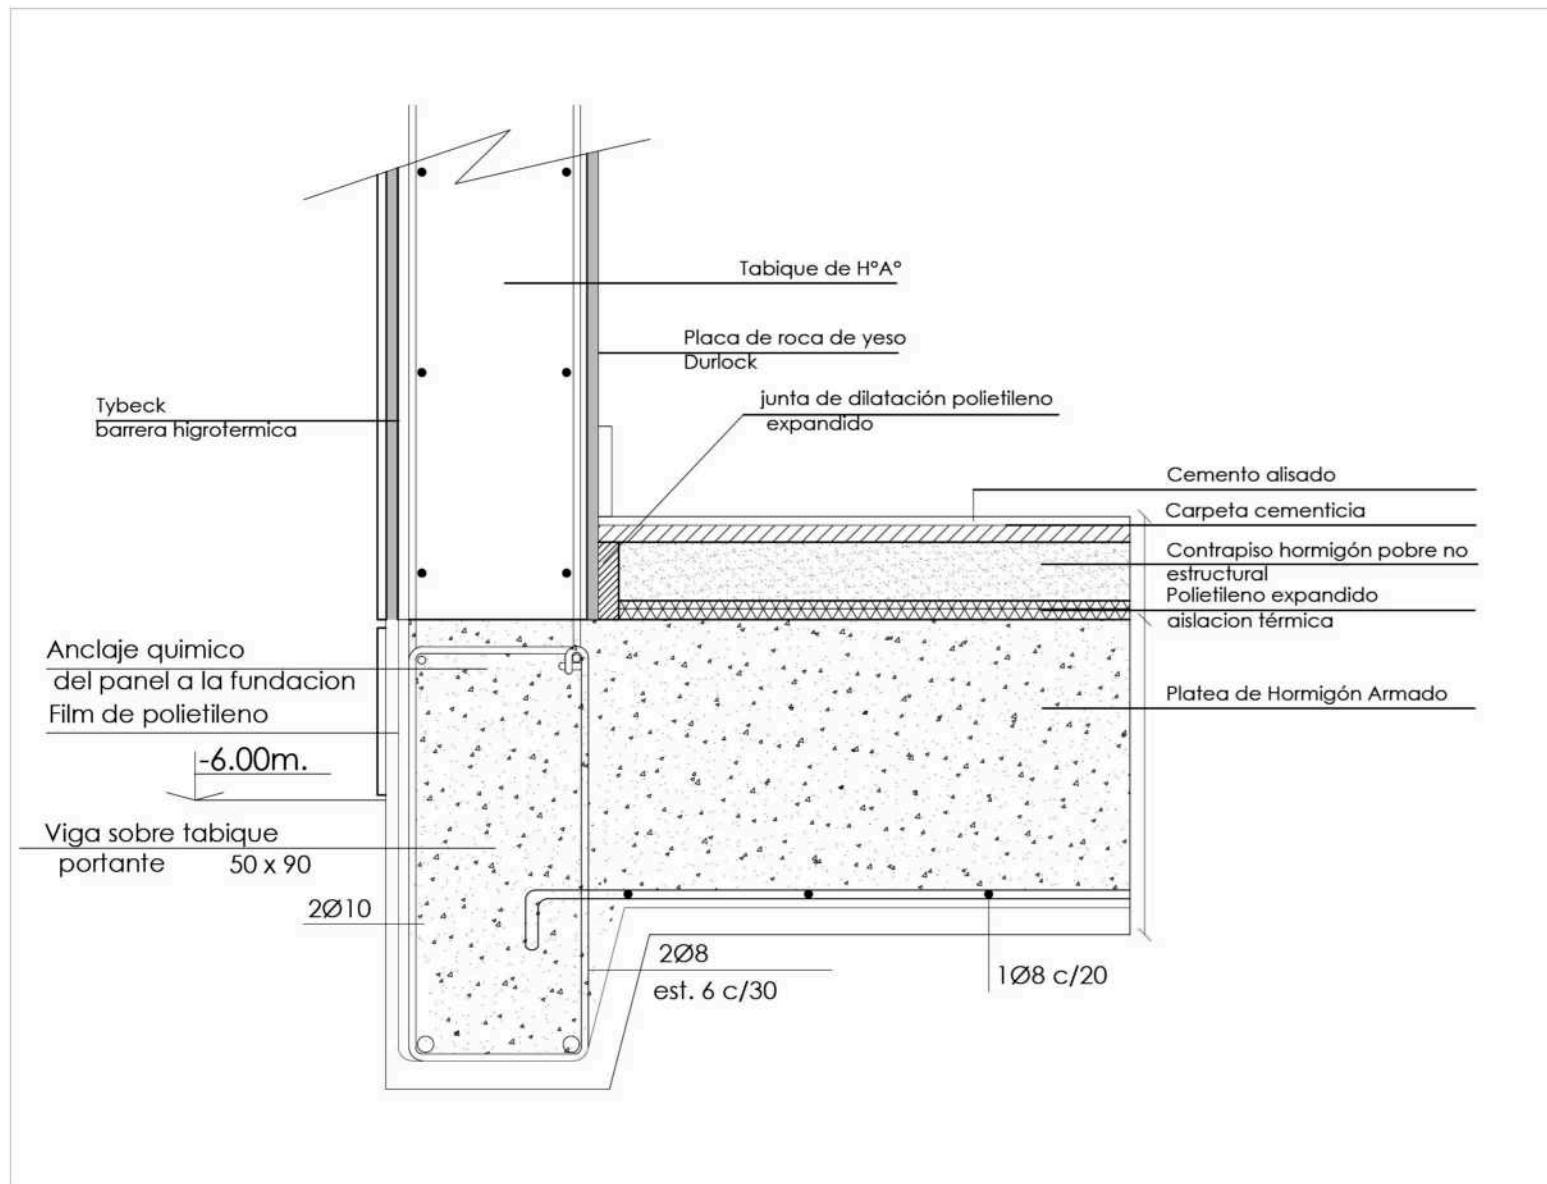 Tabique de H°A°
Placa de roca de yeso
Durlock
junta de dilatación polietileno
expandido
Tybeck
barrera higrotermica
Cemento alisado
Carpeta cementicia
Contrapiso hormigón pobre no
estructural
Polietileno expandido
aislacion térmica
Anclaje quimico
del panel a la fundacion
Film de polietileno
Platea de Hormigón Armado
-6.00m.
Viga sobre tabique
portante 50 x 90
2Ø10
2Ø8
est. 6 c/30
1Ø8 c/20